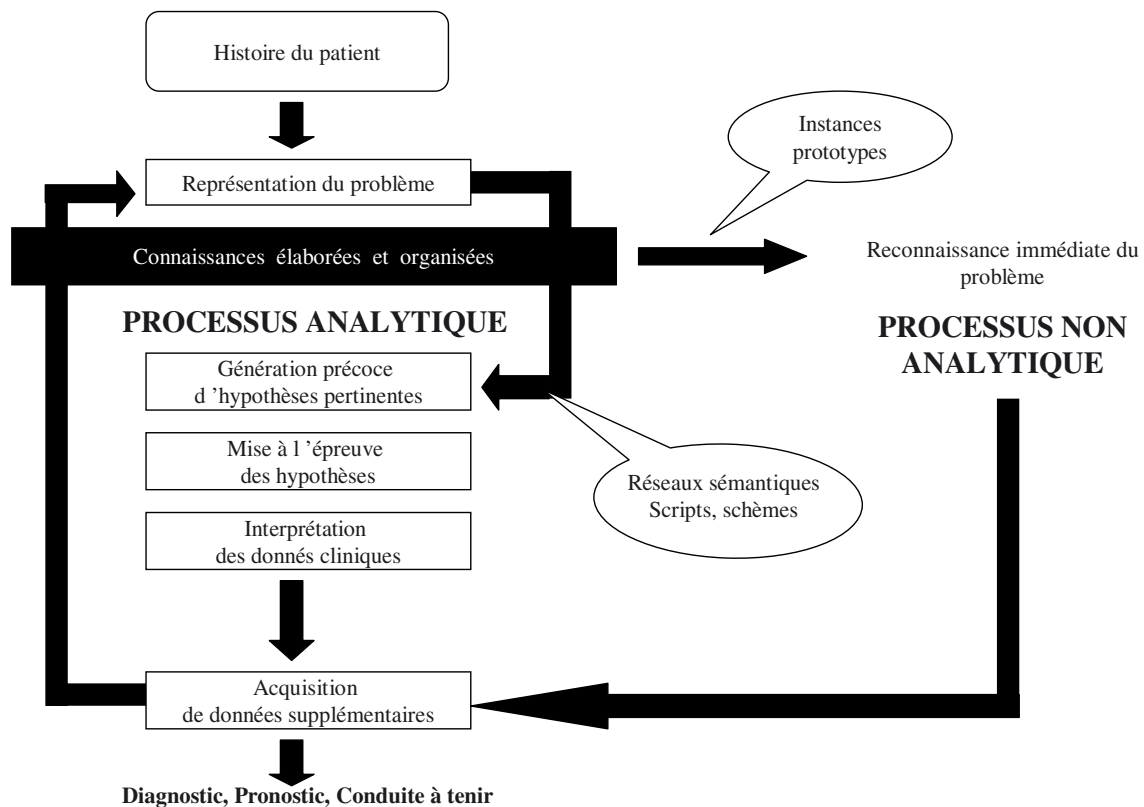 Histoire du patient
Instances
prototypes
Représentation du problème
Connaissances élaborées et organisées
Reconnaissance immédiate du
problème
PROCESSUS ANALYTIQUE
PROCESSUS NON
ANALYTIQUE
Génération précoce
d ’hypothèses pertinentes
Mise à l ’épreuve
des hypothèses
Réseaux sémantiques
Scripts, schèmes
Interprétation
des donnés cliniques
Acquisition
de données supplémentaires
Diagnostic, Pronostic, Conduite à tenir